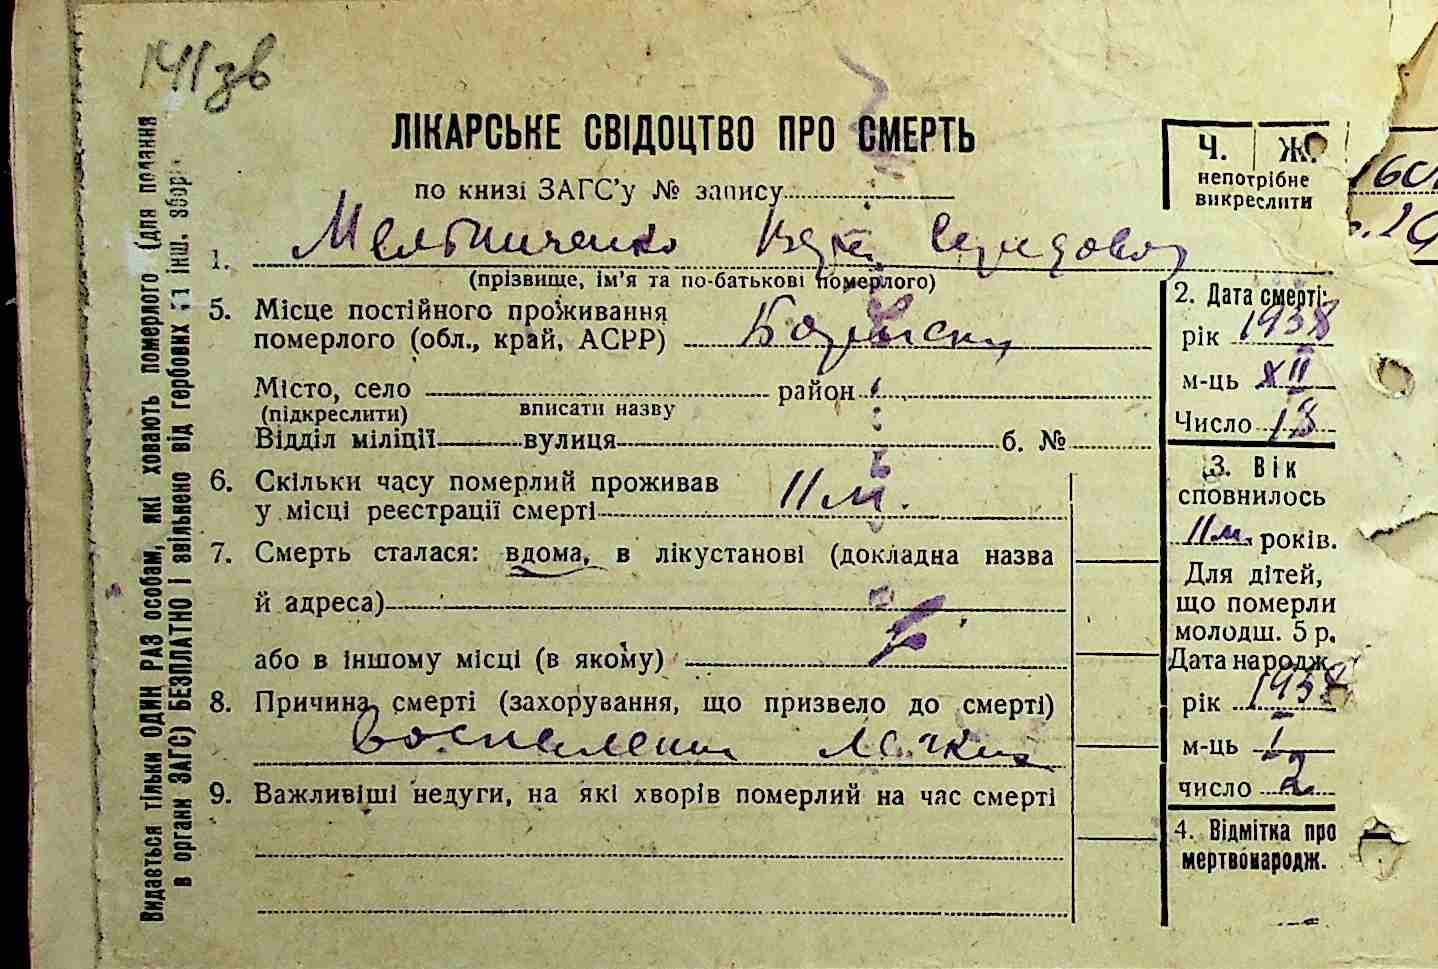 141зв
ЛІКАРСЬКЕ СВІДОЦТВО ПРО СМЕРТЬ
по книзі ЗАГС'у № запису
Ч. Ж.
непотрібне
викреслити
1. Мельниченко
(прізвище, ім'я та по-батькові померлого)
5. Місце постійного проживання
померлого (обл., край, АСРР)
Місто, село район
(підкреслити) вписати назву
Відділ міліції вулиця б. №
6. Скільки часу померлий проживав
у місці реєстрації смерті 11 м.
7. Смерть сталася: вдома, в лікустанові (докладна назва
й адреса)
або в іншому місці (в якому)
8. Причина смерті (захорування, що призвело до смерті)
воспаление легких
9. Важливіші недуги, на які хворів померлий на час смерті
2. Дата смерті:
рік 1938
м-ць XII
Число 13
3. Вік
сповнилось
11 м. років.
Для дітей,
що померли
молодш. 5 р.
Дата народж.
рік 1938
м-ць I
число 2
4. Відмітка про
мертвонародж.
Видається тільки ОДИН РАЗ особам, які ховають померлого (для подання
в органи ЗАГС) БЕЗПЛАТНО і звільнено від гербових і інш. збор.